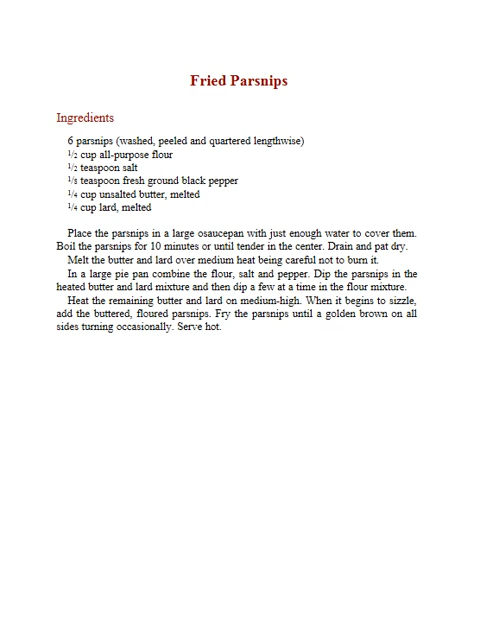 Fried Parsnips
Ingredients
6 parsnips (washed, peeled and quartered lengthwise)
1/2 cup all-purpose flour
1/2 teaspoon salt
1/8 teaspoon fresh ground black pepper
1/4 cup unsalted butter, melted
1/4 cup lard, melted
Place the parsnips in a large osaucepan with just enough water to cover them.
Boil the parsnips for 10 minutes or until tender in the center. Drain and pat dry.
Melt the butter and lard over medium heat being careful not to burn it.
In a large pie pan combine the flour, salt and pepper. Dip the parsnips in the
heated butter and lard mixture and then dip a few at a time in the flour mixture.
Heat the remaining butter and lard on medium-high. When it begins to sizzle,
add the buttered, floured parsnips. Fry the parsnips until a golden brown on all
sides turning occasionally. Serve hot.